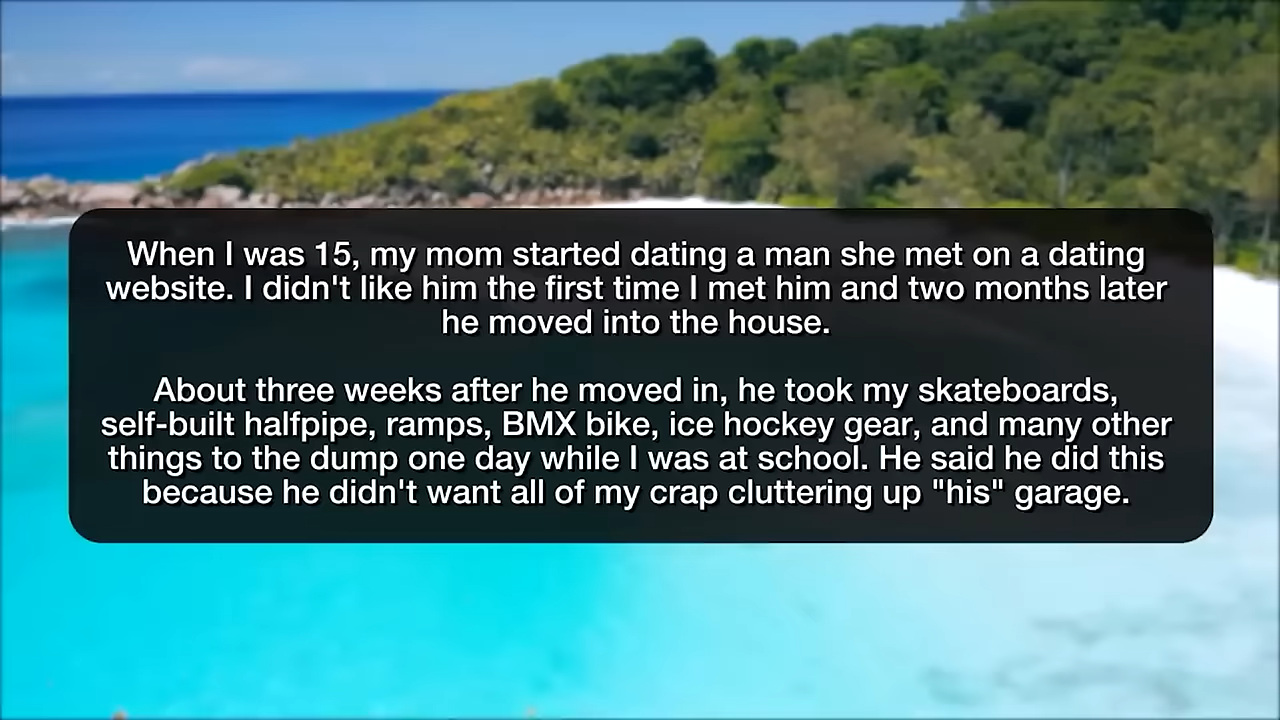 When I was 15, my mom started dating a man she met on a dating
website. I didn't like him the first time I met him and two months later
he moved into the house.
About three weeks after he moved in, he took my skateboards,
self-built halfpipe, ramps, BMX bike, ice hockey gear, and many other
things to the dump one day while I was at school. He said he did this
because he didn't want all of my crap cluttering up "his" garage.